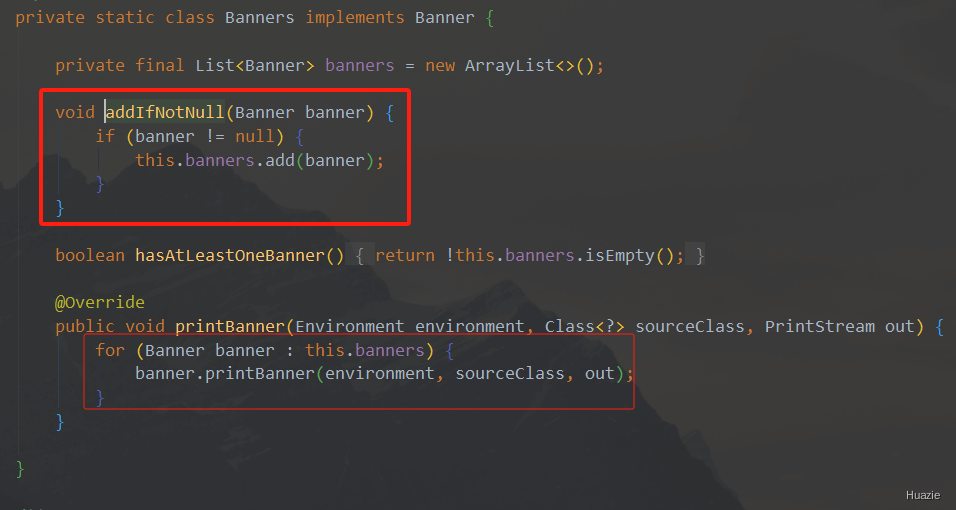 private static class Banners implements Banner {
private final List<Banner> banners = new ArrayList<>();
void addIfNotNull(Banner banner) {
if (banner != null) {
this.banners.add(banner);
}
}
boolean hasAtLeastOneBanner() { return !this.banners.isEmpty(); }
@Override
public void printBanner(Environment environment, Class<?> sourceClass, PrintStream out) {
for (Banner banner : this.banners) {
banner.printBanner(environment, sourceClass, out);
}
}
}
Huazie